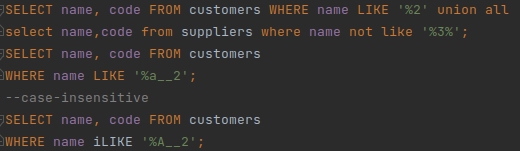 SELECT name, code FROM customers WHERE name LIKE '%2' union all
select name,code from suppliers where name not like '%3%';
SELECT name, code FROM customers
WHERE name LIKE '%a__2';
--case-insensitive
SELECT name, code FROM customers
WHERE name iLIKE '%A__2';